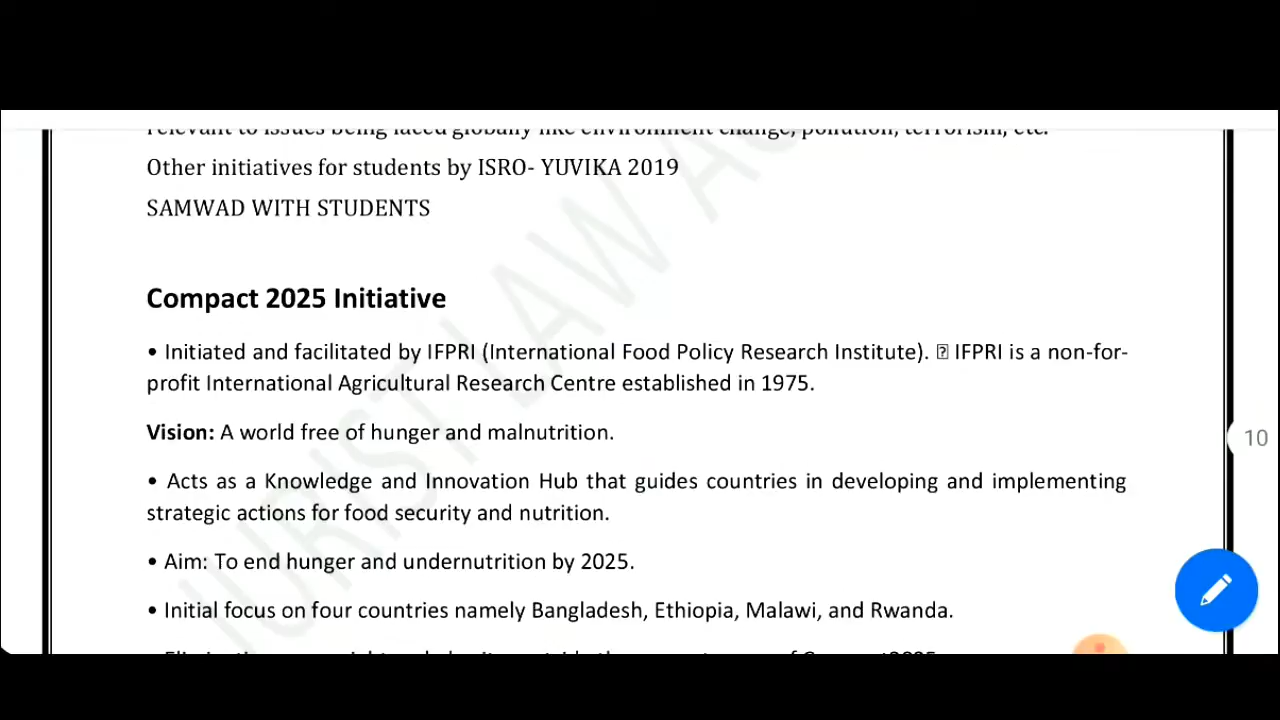 relevant to issues being faced globally like environment change, pollution, terrorism, etc.
Other initiatives for students by ISRO- YUVIKA 2019
SAMWAD WITH STUDENTS
Compact 2025 Initiative
• Initiated and facilitated by IFPRI (International Food Policy Research Institute). IFPRI is a non-for-
profit International Agricultural Research Centre established in 1975.
Vision: A world free of hunger and malnutrition.
• Acts as a Knowledge and Innovation Hub that guides countries in developing and implementing
strategic actions for food security and nutrition.
• Aim: To end hunger and undernutrition by 2025.
• Initial focus on four countries namely Bangladesh, Ethiopia, Malawi, and Rwanda.
10
JURIST LAW